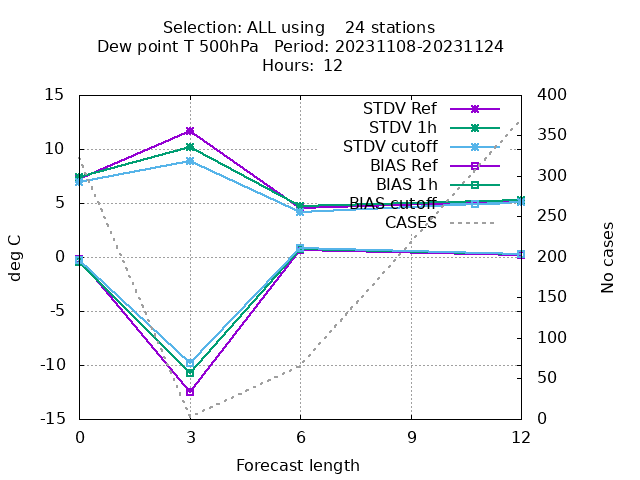 Selection: ALL using    24 stations
Dew point T 500hPa   Period: 20231108-20231124
Hours:  12
15
10
5
0
-5
-10
-15
400
350
300
250
200
150
100
50
0
STDV Ref
STDV 1h
STDV cutoff
BIAS Ref
BIAS 1h
BIAS cutoff
CASES
deg C
No cases
0
3
6
9
12
Forecast length